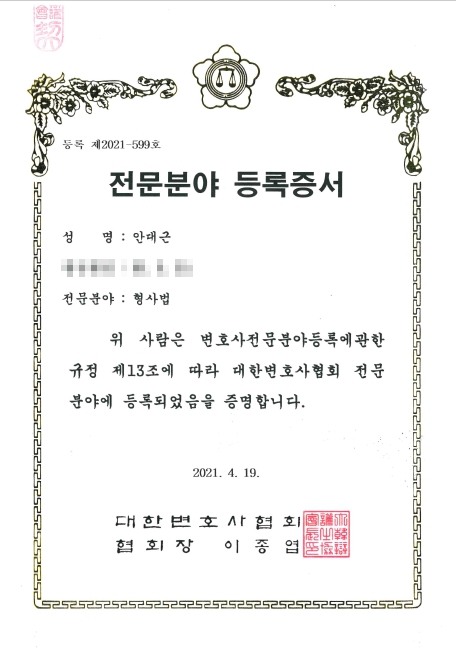 등록 제2021-599호
전문분야 등록증서
성 명 : 안대근
전문분야 : 형사법
위 사람은 변호사전문분야등록에관한
규정 제13조에 따라 대한변호사협회 전문
분야에 등록되었음을 증명합니다.
2021. 4. 19.
대한변호사협회
협회장 이종엽